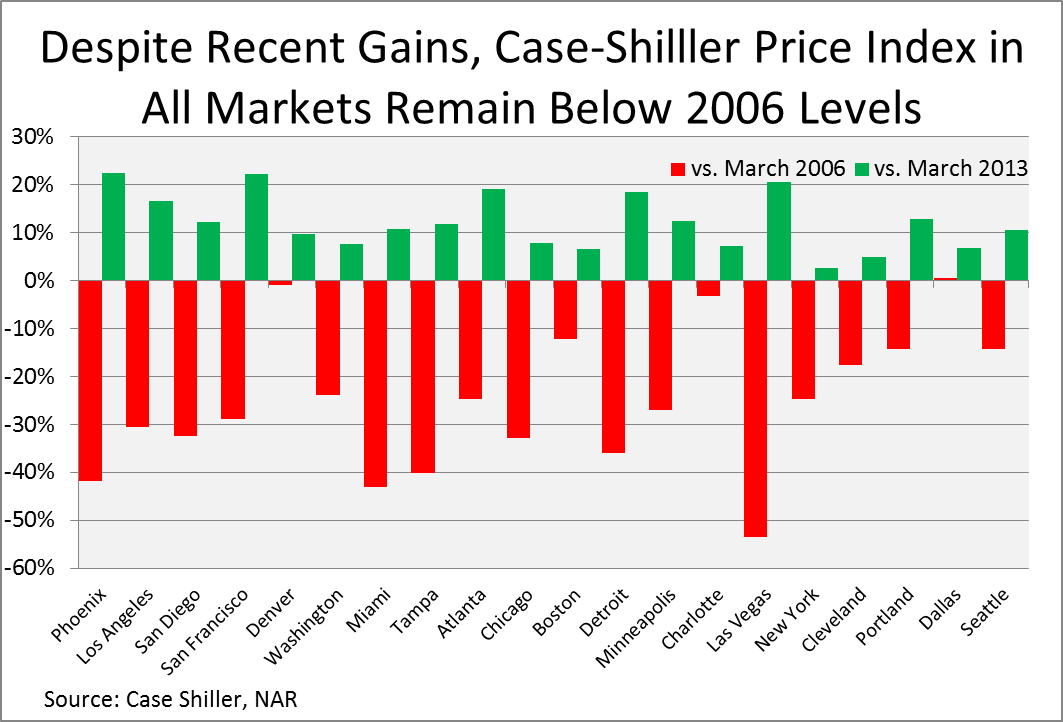 Despite Recent Gains, Case-Shilller Price Index in
All Markets Remain Below 2006 Levels
30%
vs. March 2006 vs. March 2013
20%
10%
0%
-10%
-20%
-30%
-40%
-50%
-60%
Phoenix
Los Angeles
San Diego
San Francisco
Denver
Washington
Miami
Tampa
Atlanta
Chicago
Boston
Detroit
Minneapolis
Charlotte
Las Vegas
New York
Cleveland
Portland
Dallas
Seattle
Source: Case Shiller, NAR